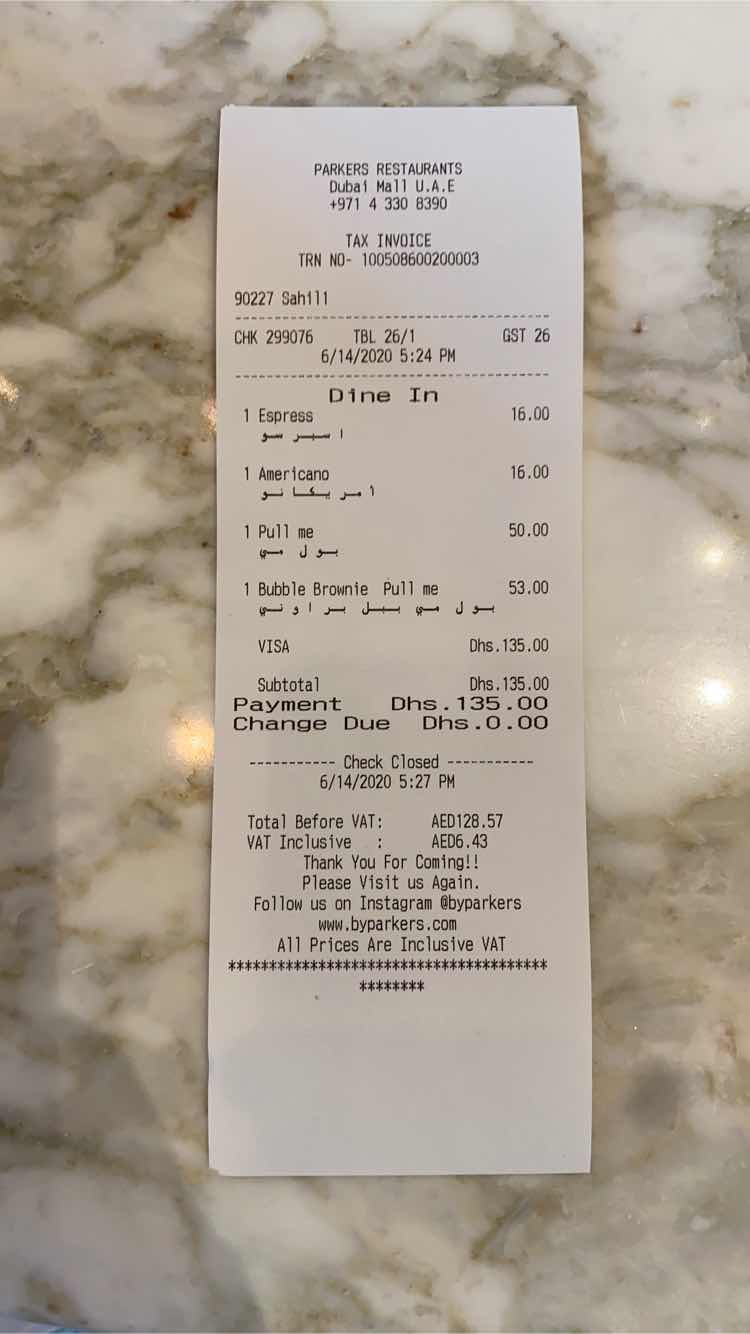 PARKERS RESTAURANTS
Dubai Mall U.A.E
+971 4 330 8390
TAX INVOICE
TRN NO- 100508600200003
90227 Sahili
--------------------------------------
CHK 299076 TBL 26/1 GST 26
6/14/2020 5:24 PM
--------------------------------------
Dine In
1 Espress 16.00
اسبرسو
1 Americano 16.00
أمريكانو
1 Pull me 50.00
بول مي
1 Bubble Brownie Pull me 53.00
بول مي ببل براوني
VISA Dhs.135.00
Subtotal Dhs.135.00
Payment Dhs.135.00
Change Due Dhs.0.00
----------- Check Closed -----------
6/14/2020 5:27 PM
Total Before VAT: AED128.57
VAT Inclusive : AED6.43
Thank You For Coming!!
Please Visit us Again.
Follow us on Instagram @byparkers
www.byparkers.com
All Prices Are Inclusive VAT
***************************************
********